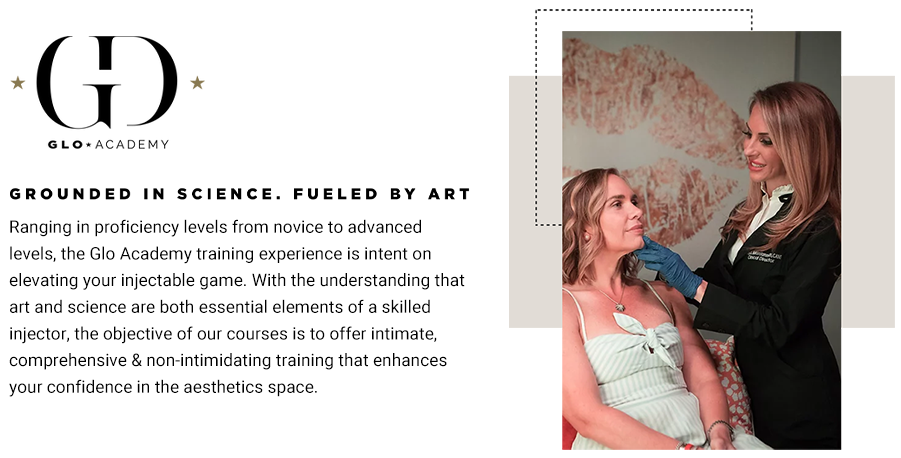 GLO★ACADEMY
GROUNDED IN SCIENCE. FUELED BY ART
Ranging in proficiency levels from novice to advanced
levels, the Glo Academy training experience is intent on
elevating your injectable game. With the understanding that
art and science are both essential elements of a skilled
injector, the objective of our courses is to offer intimate,
comprehensive & non-intimidating training that enhances
your confidence in the aesthetics space.
Clinical Director